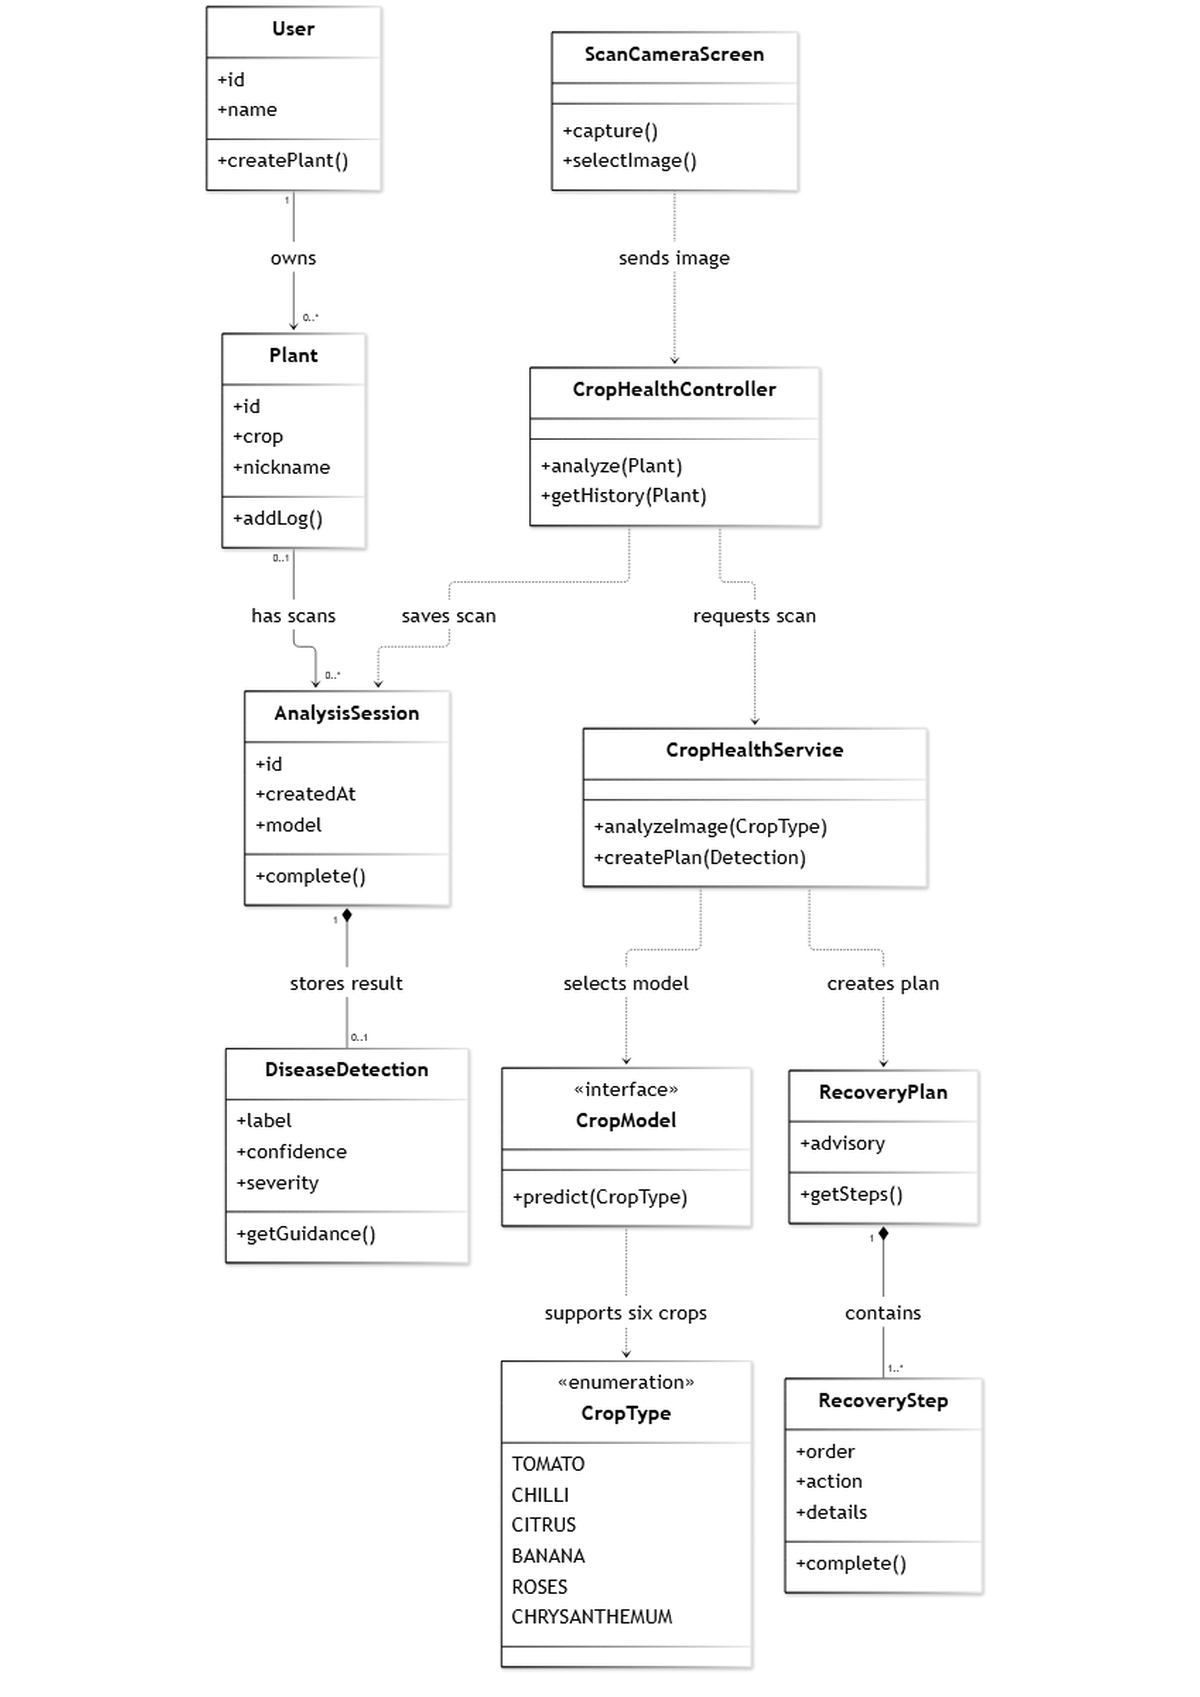 User
+id
+name
+createPlant()
1
owns
0..*
Plant
+id
+crop
+nickname
+addLog()
0..1
has scans
0..*
ScanCameraScreen
+capture()
+selectImage()
sends image
CropHealthController
+analyze(Plant)
+getHistory(Plant)
saves scan
requests scan
AnalysisSession
+id
+createdAt
+model
+complete()
1
stores result
0..1
DiseaseDetection
+label
+confidence
+severity
+getGuidance()
CropHealthService
+analyzeImage(CropType)
+createPlan(Detection)
selects model
creates plan
«interface»
CropModel
+predict(CropType)
supports six crops
«enumeration»
CropType
TOMATO
CHILLI
CITRUS
BANANA
ROSES
CHRYSANTHEMUM
RecoveryPlan
+advisory
+getSteps()
1
contains
1..*
RecoveryStep
+order
+action
+details
+complete()